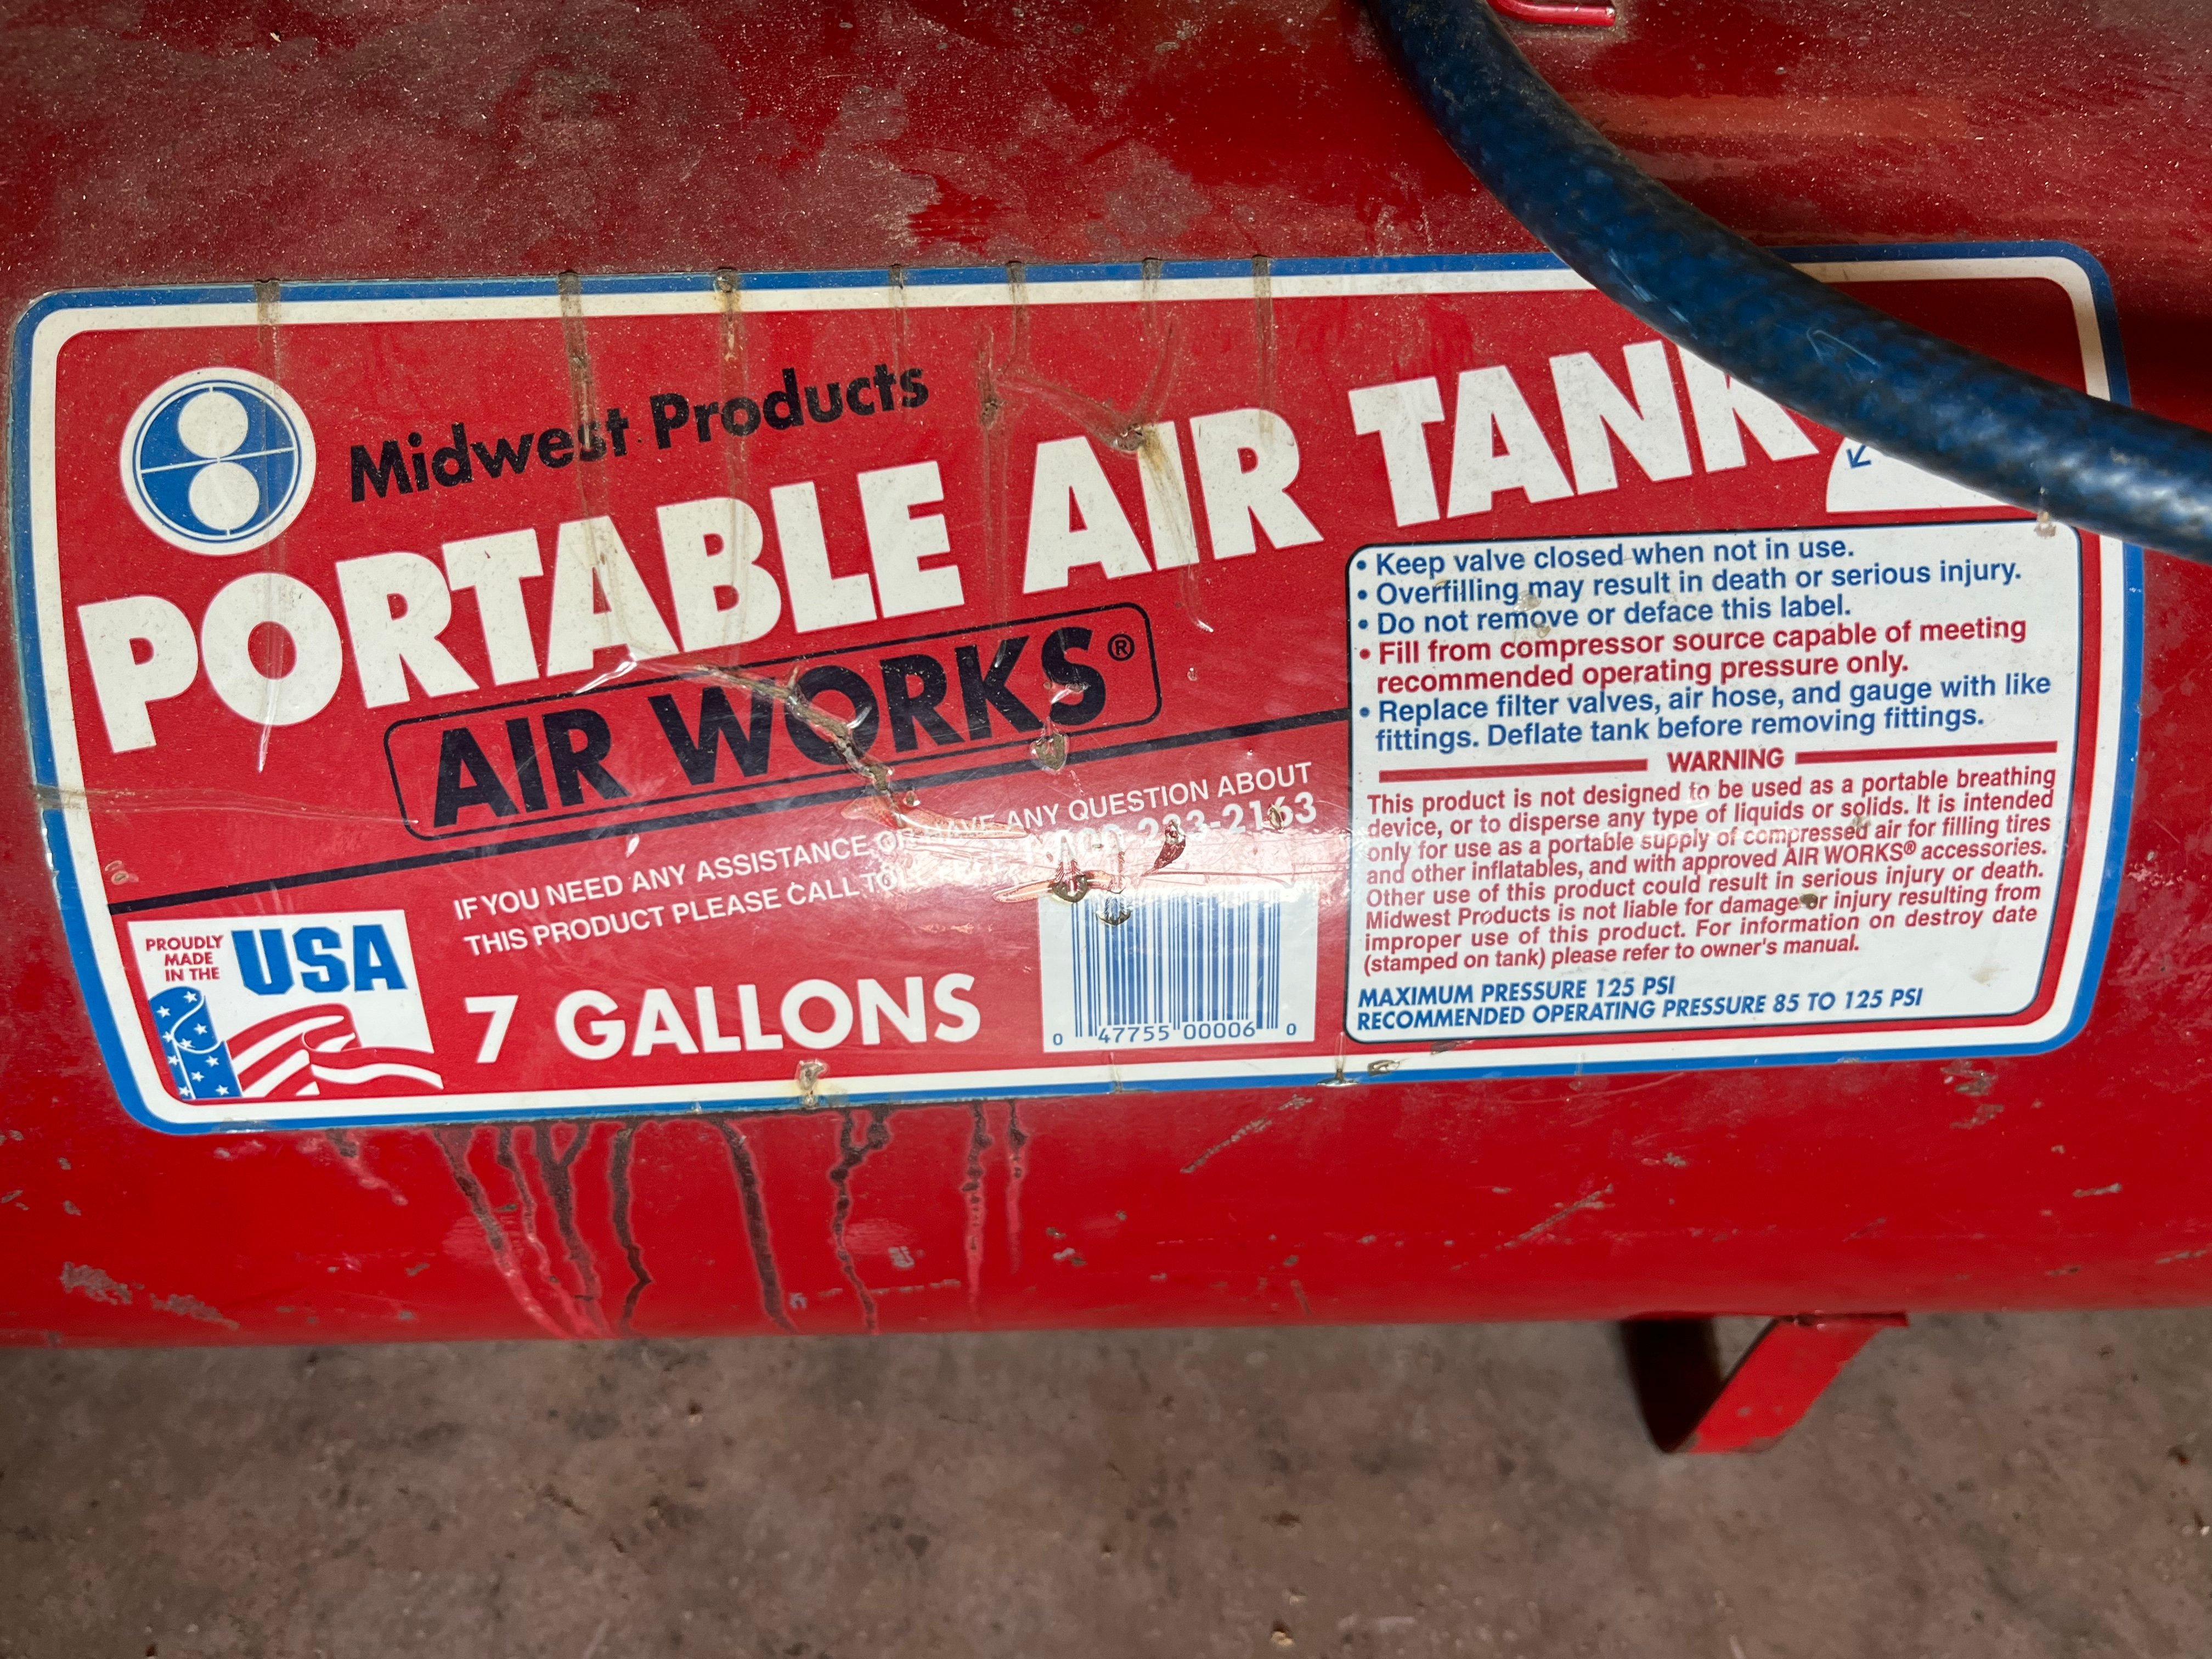 Midwest Products
PORTABLE AIR TANK
AIR WORKS®
IF YOU NEED ANY ASSISTANCE OR HAVE ANY QUESTION ABOUT
THIS PRODUCT PLEASE CALL TOLL 1-800-223-2163
PROUDLY
MADE
IN THE
USA
7 GALLONS
0 47755 00006 0
• Keep valve closed when not in use.
• Overfilling may result in death or serious injury.
• Do not remove or deface this label.
• Fill from compressor source capable of meeting
recommended operating pressure only.
• Replace filter valves, air hose, and gauge with like
fittings. Deflate tank before removing fittings.
WARNING
This product is not designed to be used as a portable breathing
device, or to disperse any type of liquids or solids. It is intended
only for use as a portable supply of compressed air for filling tires
and other inflatables, and with approved AIR WORKS® accessories.
Other use of this product could result in serious injury or death.
Midwest Products is not liable for damage or injury resulting from
improper use of this product. For information on destroy date
(stamped on tank) please refer to owner's manual.
MAXIMUM PRESSURE 125 PSI
RECOMMENDED OPERATING PRESSURE 85 TO 125 PSI